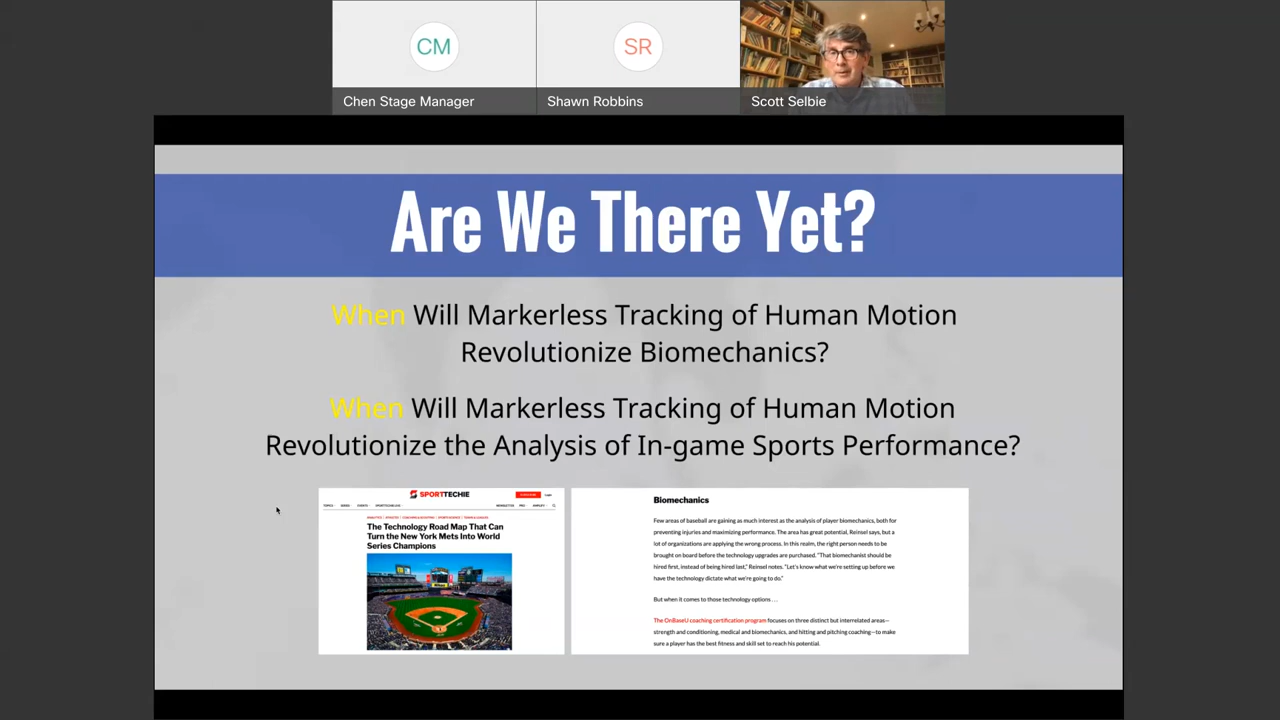 CM
SR
Chen Stage Manager
Shawn Robbins
Scott Selbie
Are We There Yet?
When Will Markerless Tracking of Human Motion
Revolutionize Biomechanics?
When Will Markerless Tracking of Human Motion
Revolutionize the Analysis of In-game Sports Performance?
SPORTTECHIE
The Technology Road Map That Can
Turn the New York Mets Into World
Series Champions
Biomechanics
Few areas of baseball are gaining as much interest as the analysis of player biomechanics, both for
preventing injuries and maximizing performance. The area has great potential, Reinsel says, but a
lot of organizations are applying the wrong process. In this realm, the right person needs to be
brought on board before the technology upgrades are purchased. "That biomechanist should be
hired first, instead of being hired last," Reinsel notes. "Let's know what we're setting up before we
have the technology dictate what we're going to do."
But when it comes to those technology options . . .
The OnBaseU coaching certification program focuses on three distinct but interrelated areas—
strength and conditioning, medical and biomechanics, and hitting and pitching coaching—to make
sure a player has the best fitness and skill set to reach his potential.